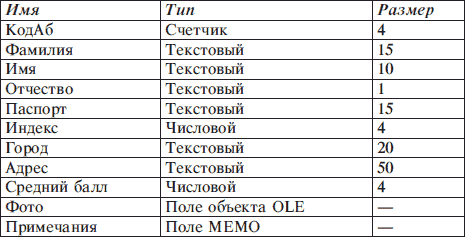 Имя Тип Размер
КодАб Счетчик 4
Фамилия Текстовый 15
Имя Текстовый 10
Отчество Текстовый 1
Паспорт Текстовый 15
Индекс Числовой 4
Город Текстовый 20
Адрес Текстовый 50
Средний балл Числовой 4
Фото Поле объекта OLE —
Примечания Поле МЕМО —